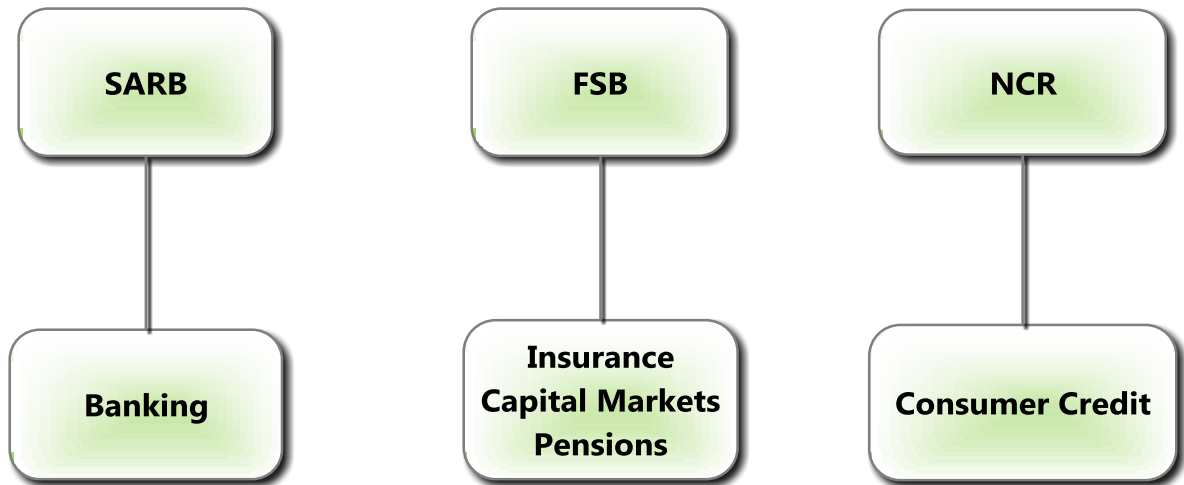 SARB
FSB
NCR
Banking
Insurance
Capital Markets
Pensions
Consumer Credit